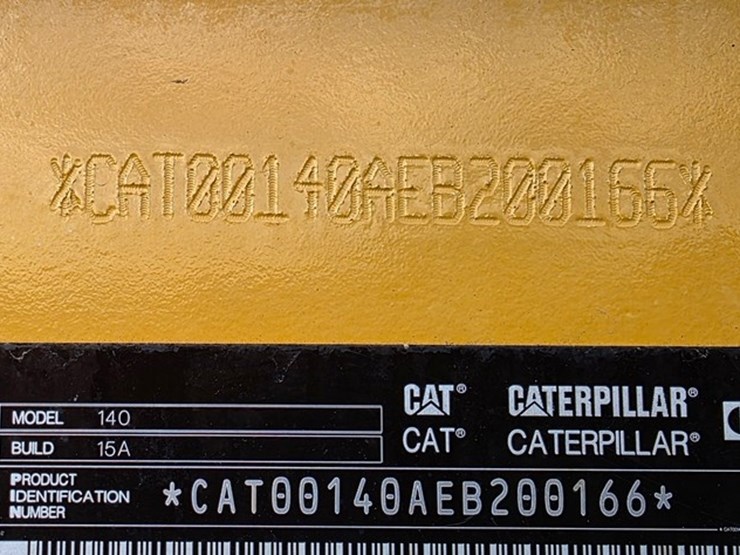 *CAT00140AEB200166*
CAT® CATERPILLAR®
MODEL 140
CAT® CATERPILLAR®
BUILD 15A
PRODUCT
IDENTIFICATION
NUMBER
*CAT00140AEB200166*